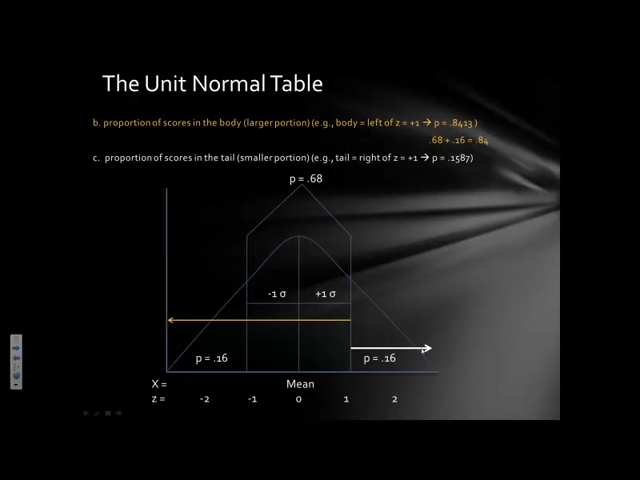 The Unit Normal Table
b. proportion of scores in the body (larger portion) (e.g., body = left of z = +1 → p = .8413 )
.68 + .16 = .84
c. proportion of scores in the tail (smaller portion) (e.g., tail = right of z = +1 → p = .1587)
p = .68
-1 σ +1 σ
p = .16 p = .16
X = Mean
z = -2 -1 0 1 2